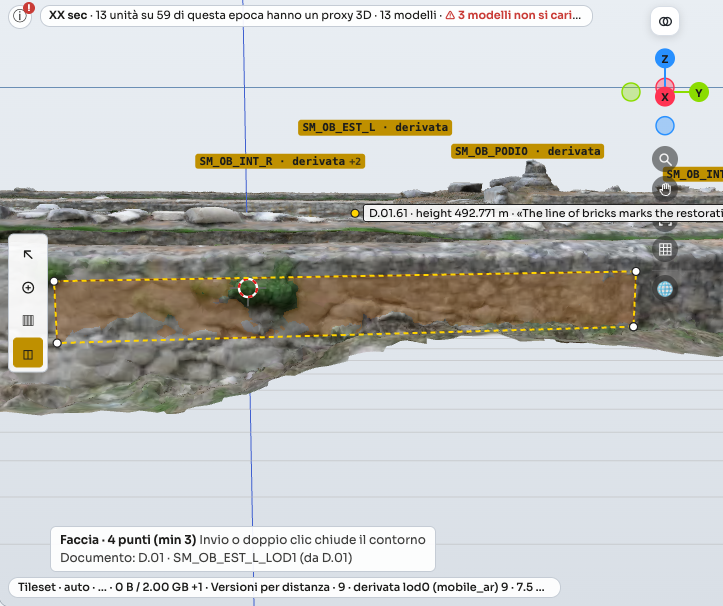 XX sec · 13 unità su 59 di questa epoca hanno un proxy 3D · 13 modelli · ⚠ 3 modelli non si cari…
Z
X
Y
SM_OB_EST_L · derivata
SM_OB_PODIO · derivata
SM_OB_INT_R · derivata +2
SM_OB_INT
D.01.61 · height 492.771 m · «The line of bricks marks the restorati
Faccia · 4 punti (min 3) Invio o doppio clic chiude il contorno
Documento: D.01 · SM_OB_EST_L_LOD1 (da D.01)
Tileset · auto · … · 0 B / 2.00 GB +1 · Versioni per distanza · 9 · derivata lod0 (mobile_ar) 9 · 7.5 …